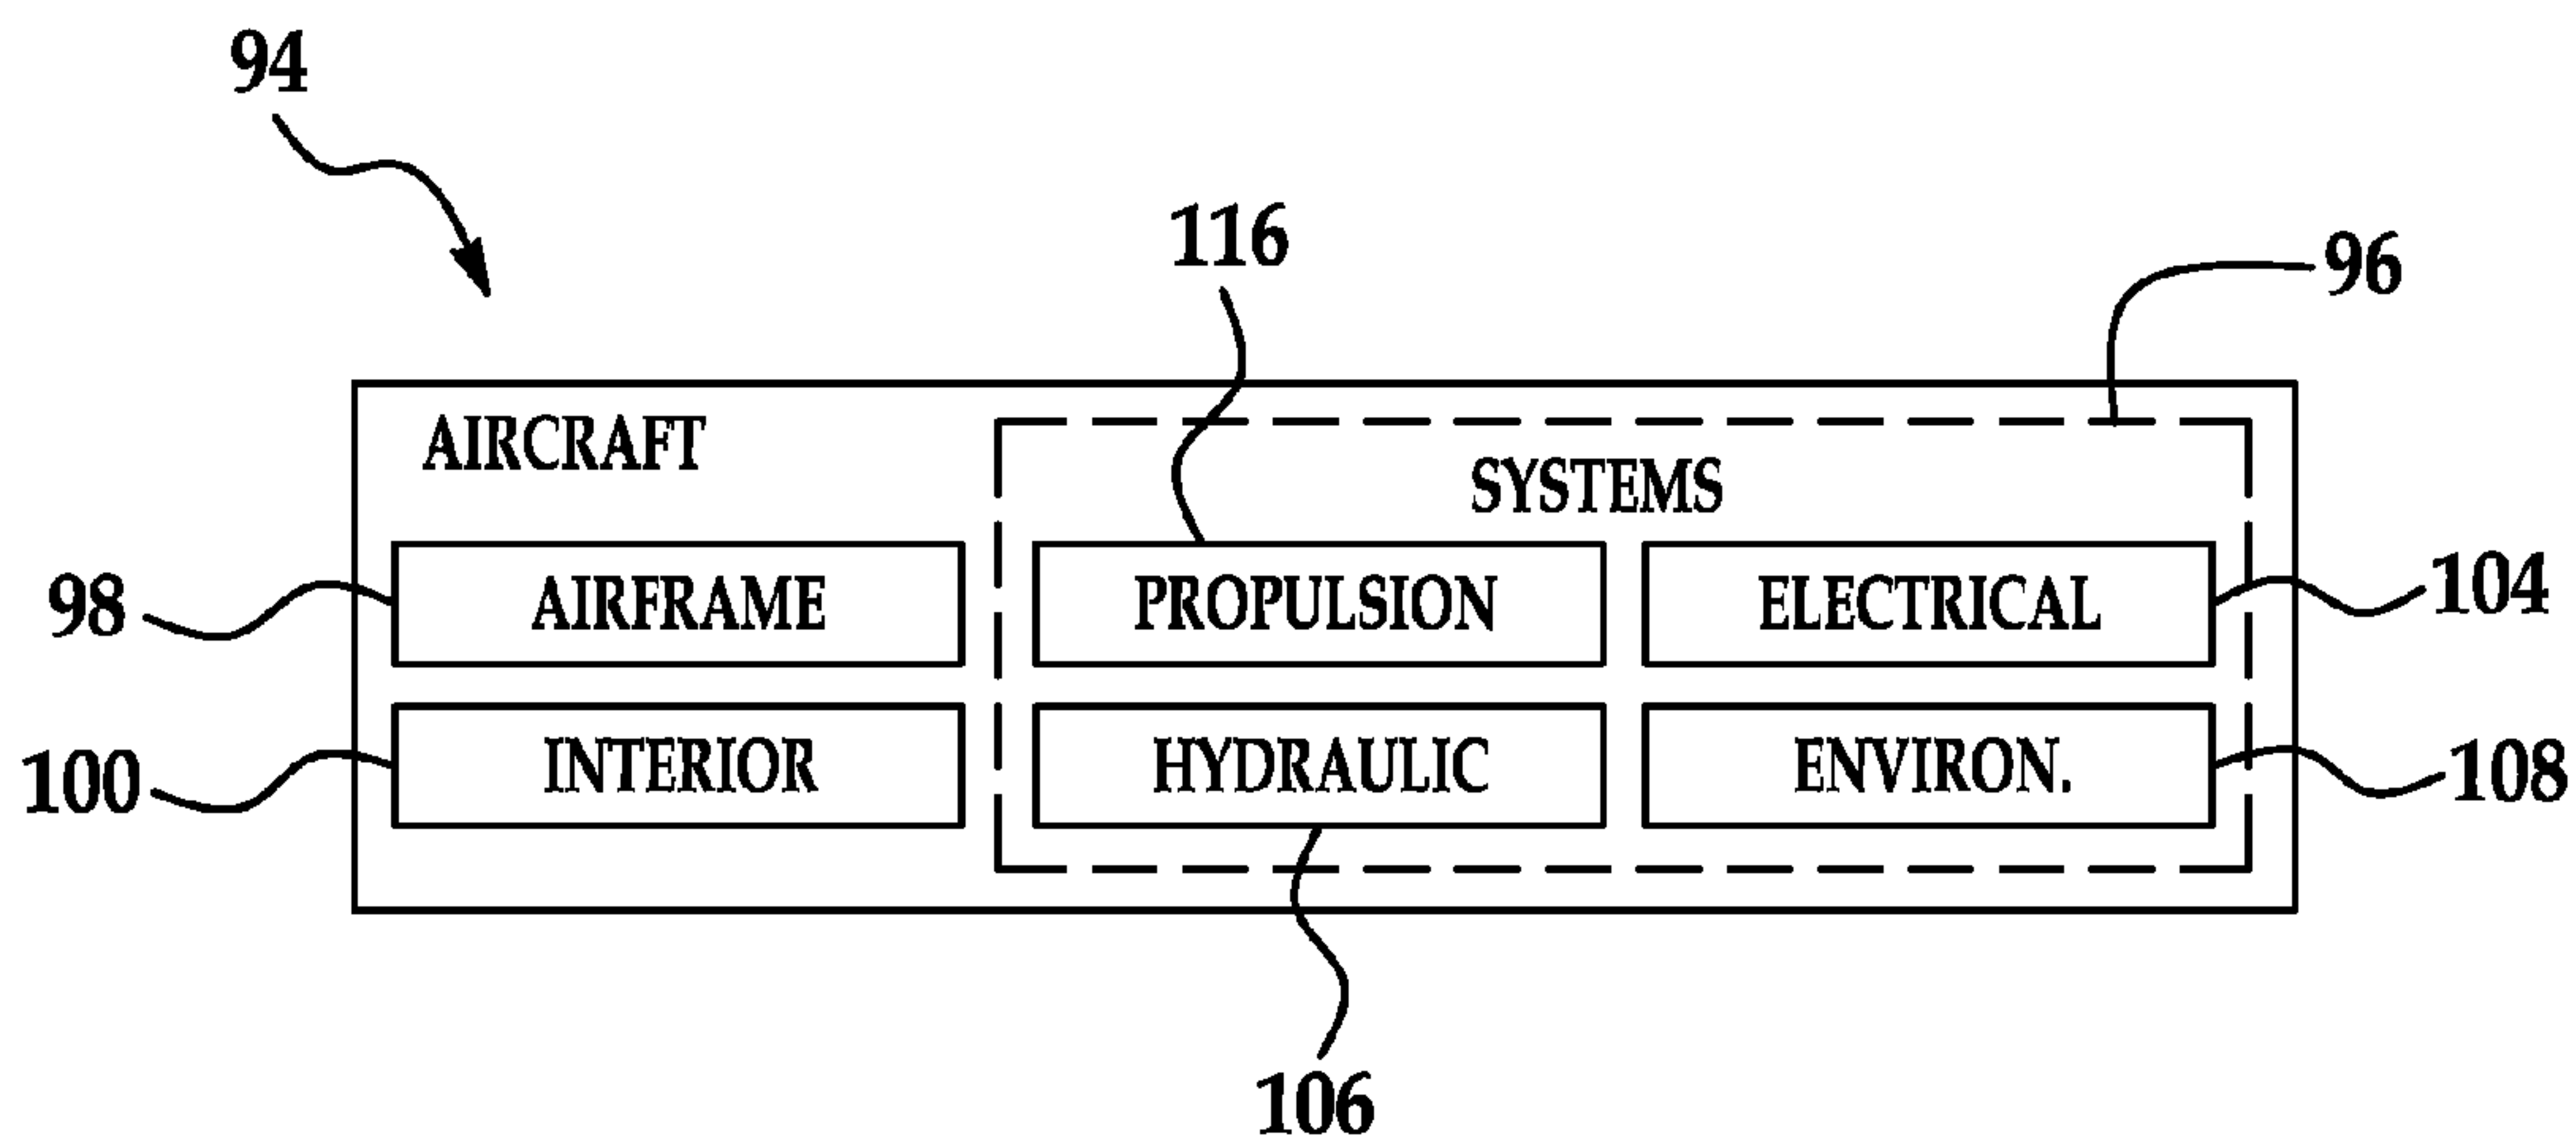 94
116
96
AIRCRAFT
SYSTEMS
98
AIRFRAME
PROPULSION
ELECTRICAL
104
100
INTERIOR
HYDRAULIC
ENVIRON.
108
106